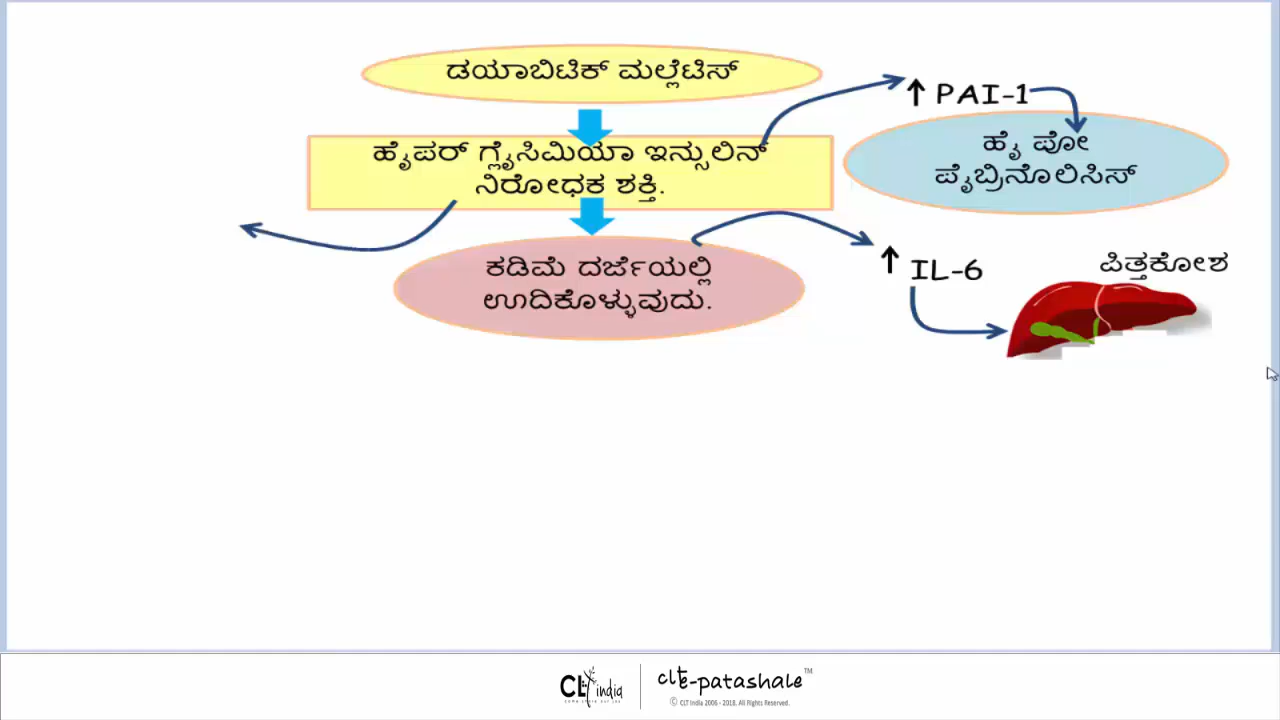 ಡಯಾಬಿಟಿಕ್ ಮಲ್ಲೆಟಿಸ್
↑ PAI-1
ಹೈಪರ್ ಗ್ಲೈಸಿಮಿಯಾ ಇನ್ಸುಲಿನ್
ನಿರೋಧಕ ಶಕ್ತಿ.
ಹೈ ಪೋ
ಪೈಬ್ರಿನೊಲಿಸಿಸ್
ಕಡಿಮೆ ದರ್ಜೆಯಲ್ಲಿ
ಊದಿಕೊಳ್ಳುವುದು.
↑ IL-6
ಪಿತ್ತಕೋಶ
CLT india
clt e-patashale™
© CLT India 2006 - 2018. All Rights Reserved.